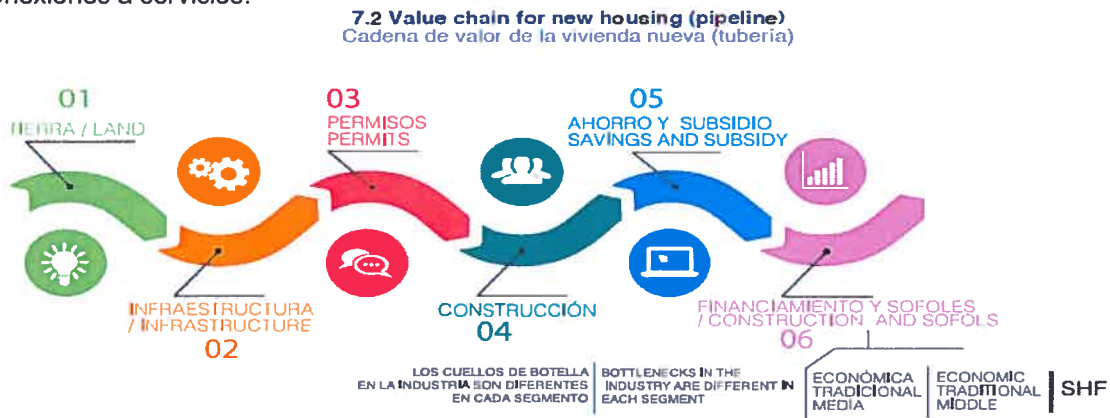 nexiones a servicios.
7.2 Value chain for new housing (pipeline)
Cadena de valor de la vivienda nueva (tubería)
01
TIERRA / LAND
INFRAESTRUCTURA
/ INFRASTRUCTURE
02
03
PERMISOS
PERMITS
CONSTRUCCIÓN
04
05
AHORRO Y SUBSIDIO
SAVINGS AND SUBSIDY
FINANCIAMIENTO Y SOFOLES
/ CONSTRUCTION AND SOFOLS
06
LOS CUELLOS DE BOTELLA
EN LA INDUSTRIA SON DIFERENTES
EN CADA SEGMENTO
BOTTLENECKS IN THE
INDUSTRY ARE DIFFERENT IN
EACH SEGMENT
ECONÓMICA
TRADICIONAL
MEDIA
ECONOMIC
TRADITIONAL
MIDDLE
SHF